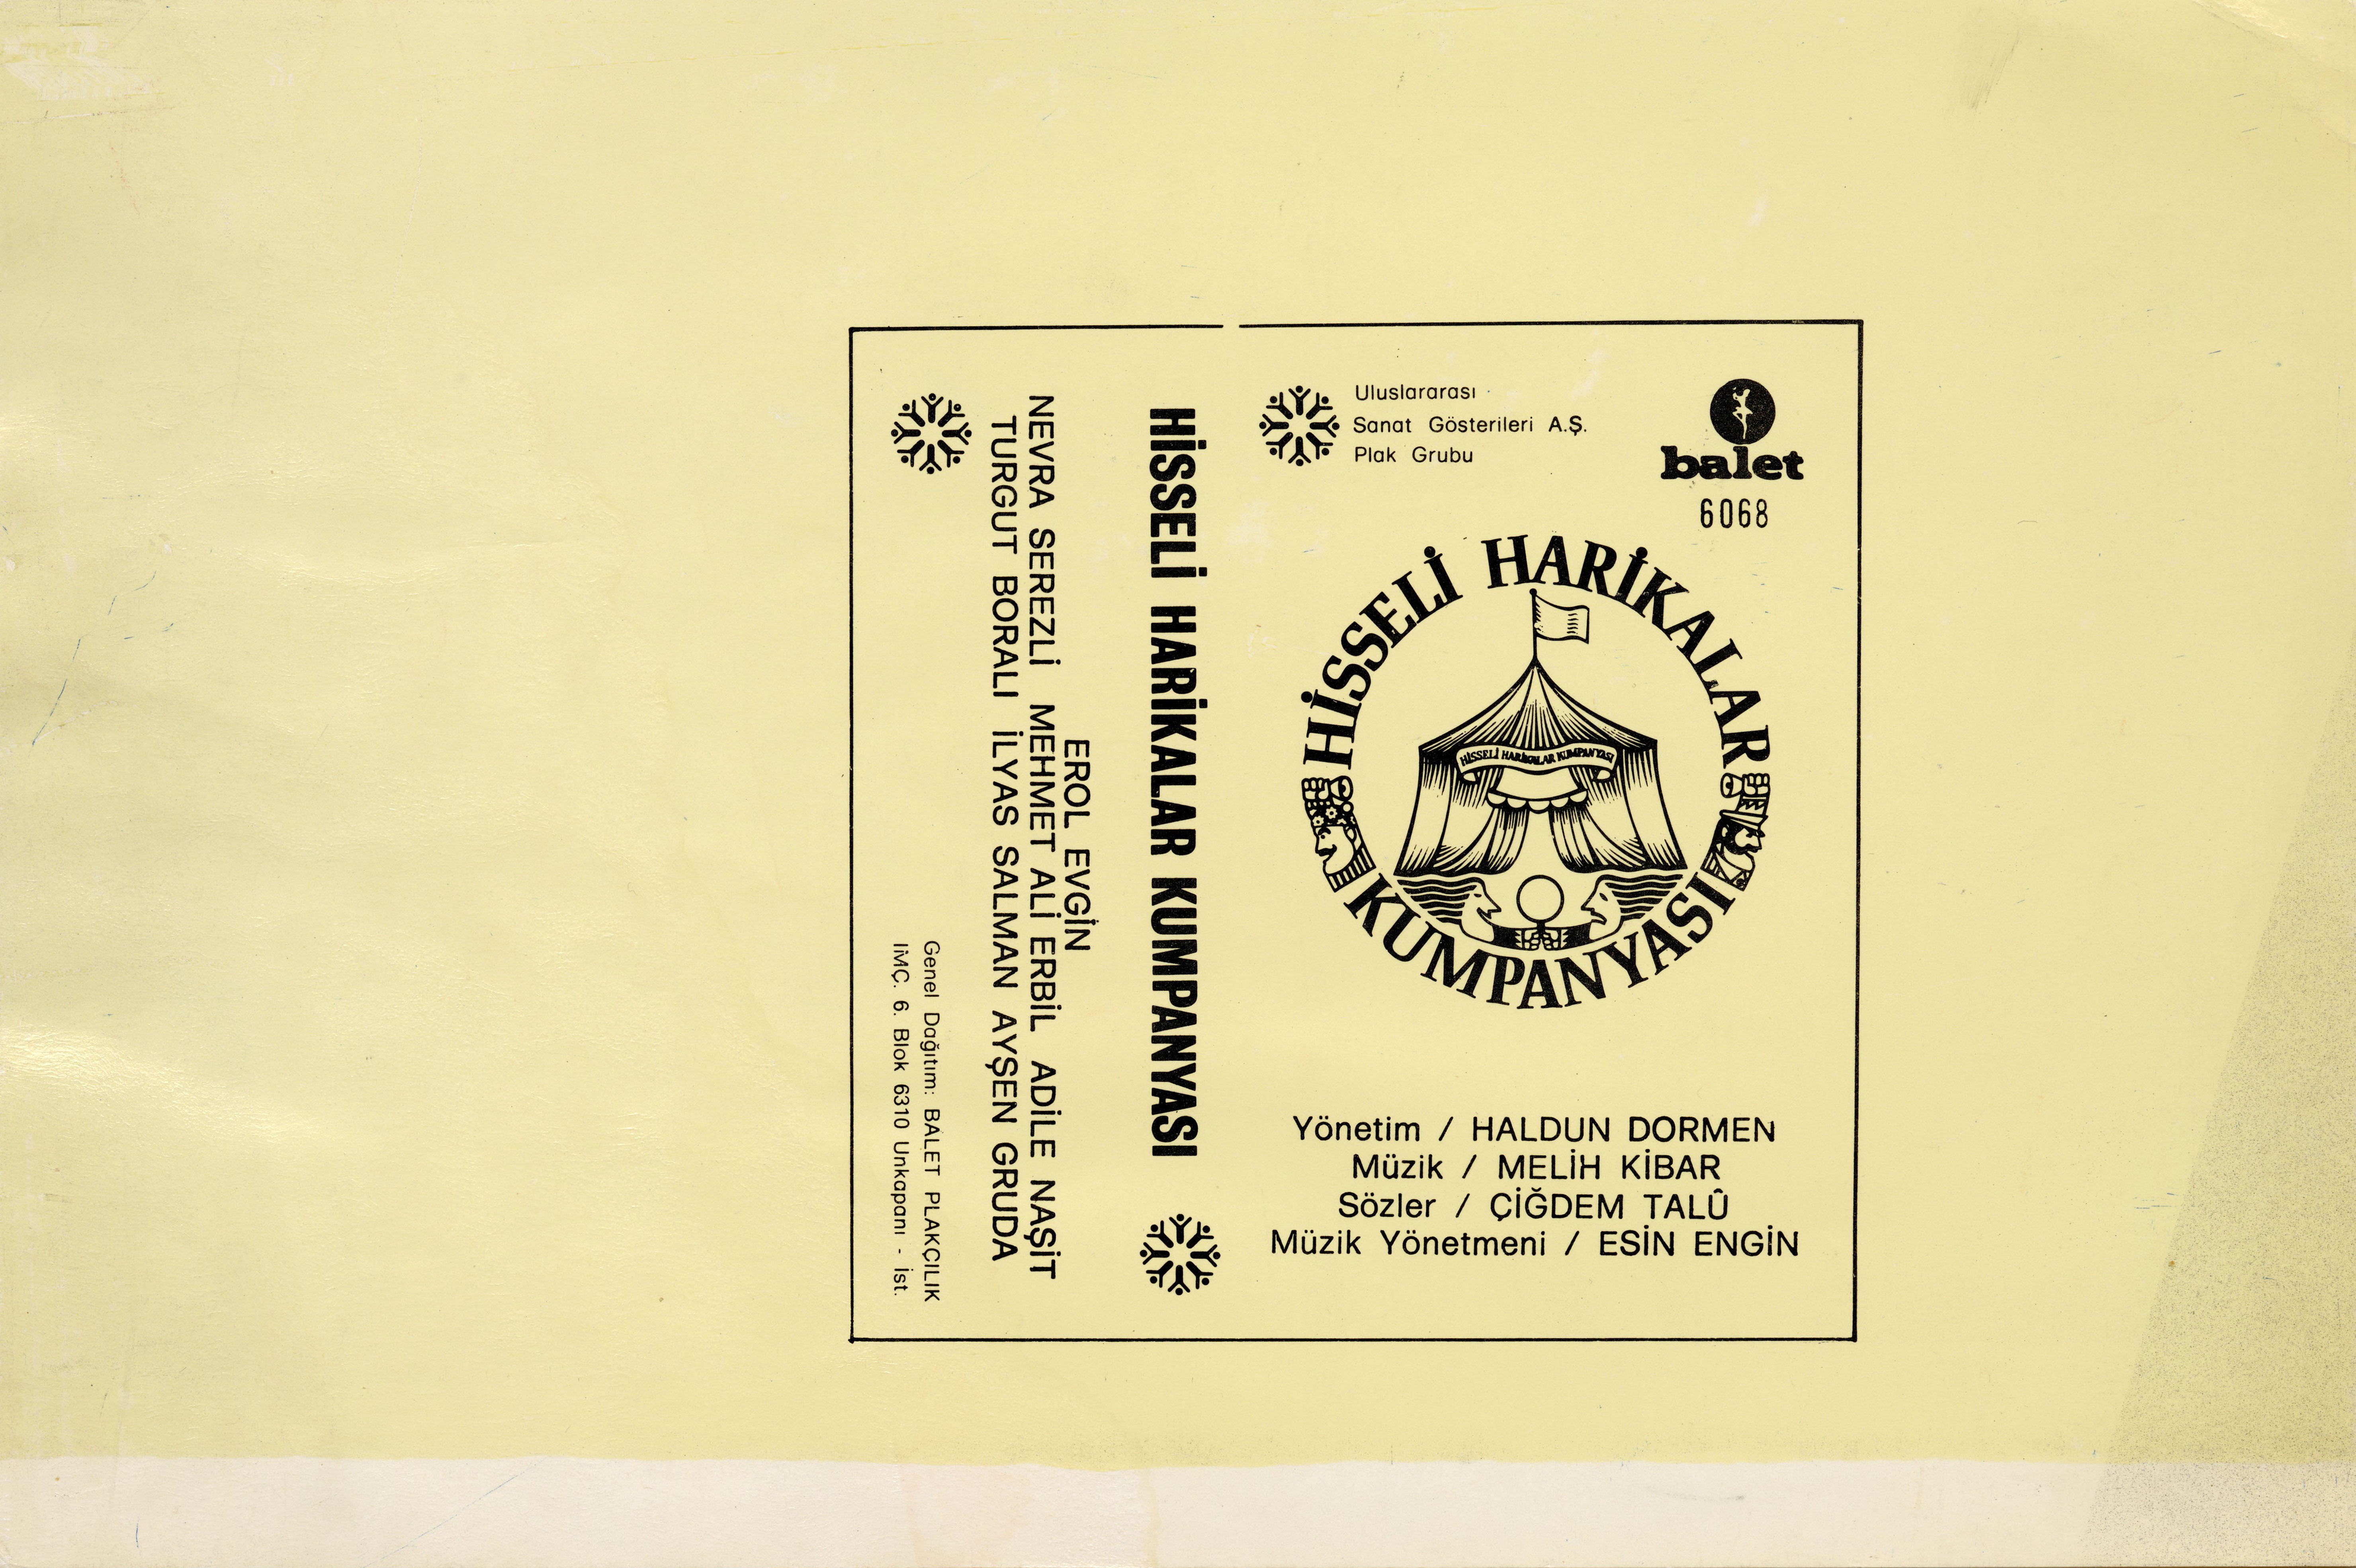 Uluslararası
Sanat Gösterileri A.Ş.
Plak Grubu
balet
6068
HİSSELİ HARİKALAR
KUMPANYASI
HİSSELİ HARİKALAR KUMPANYASI
Yönetim / HALDUN DORMEN
Müzik / MELİH KİBAR
Sözler / ÇİĞDEM TALÛ
Müzik Yönetmeni / ESİN ENGİN
HİSSELİ HARİKALAR KUMPANYASI
EROL EVGİN
NEVRA SEREZLİ MEHMET ALİ ERBİL ADİLE NAŞİT
TURGUT BORALI İLYAS SALMAN AYŞEN GRUDA
Genel Dağıtım: BALET PLAKÇILIK
İMÇ. 6. Blok 6310 Unkapanı - İst.